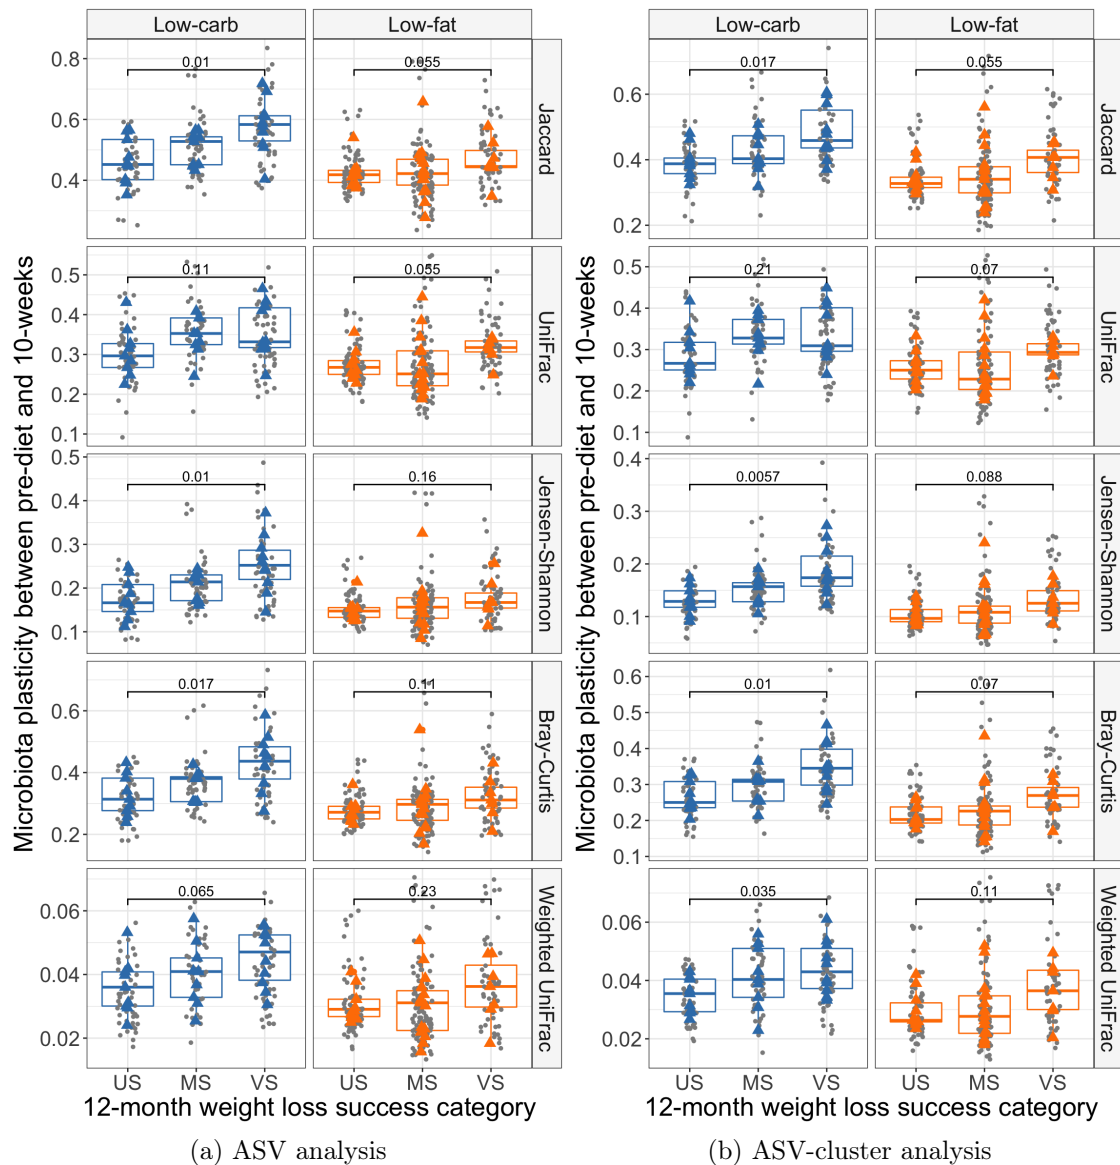 Low-carb Low-fat
0.01 0.055
0.8
0.6
0.4
Jaccard
0.11 0.055
0.5
0.4
0.3
0.2
0.1
UniFrac
0.01 0.16
0.5
0.4
0.3
0.2
0.1
Jensen-Shannon
0.017 0.11
0.6
0.4
0.2
Bray-Curtis
0.065 0.23
0.06
0.04
0.02
Weighted UniFrac
US MS VS US MS VS
Microbiota plasticity between pre-diet and 10-weeks
12-month weight loss success category
(a) ASV analysis
Low-carb Low-fat
0.017 0.055
0.6
0.4
0.2
Jaccard
0.21 0.07
0.5
0.4
0.3
0.2
0.1
UniFrac
0.0057 0.088
0.4
0.3
0.2
0.1
Jensen-Shannon
0.01 0.07
0.6
0.5
0.4
0.3
0.2
0.1
Bray-Curtis
0.035 0.11
0.06
0.04
0.02
Weighted UniFrac
US MS VS US MS VS
Microbiota plasticity between pre-diet and 10-weeks
12-month weight loss success category
(b) ASV-cluster analysis